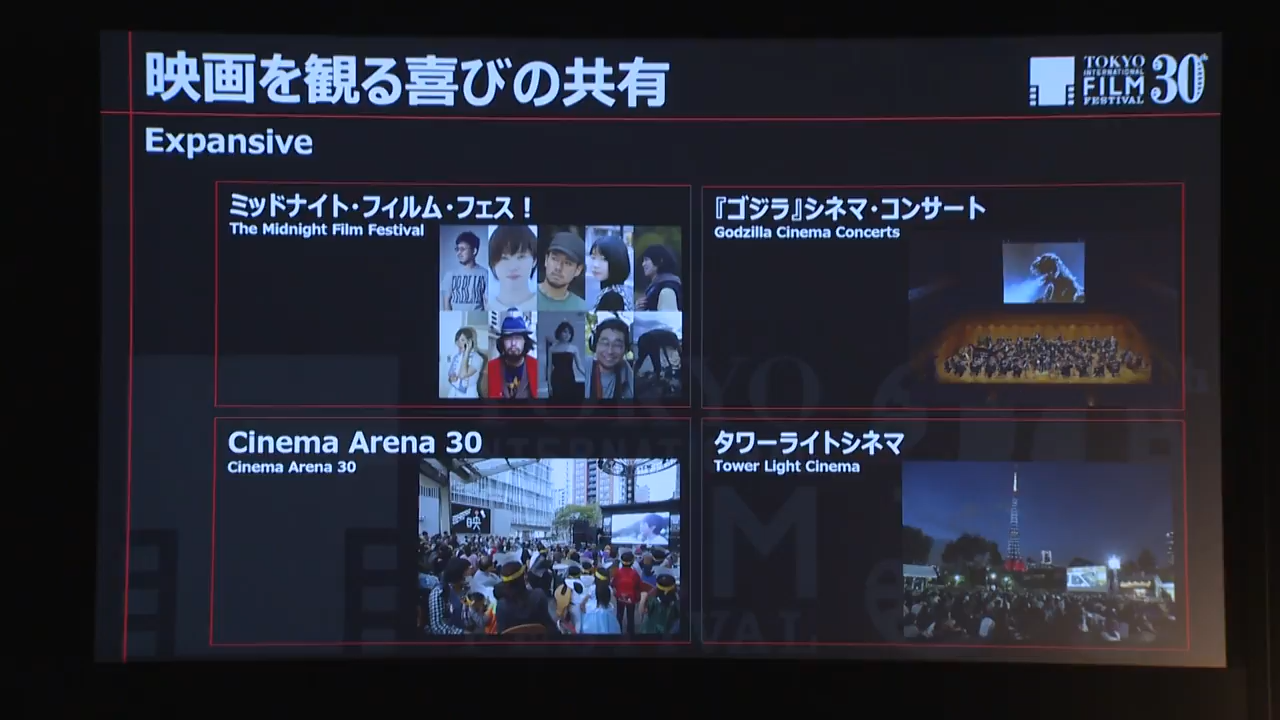 映画を観る喜びの共有
TOKYO
INTERNATIONAL
FILM
FESTIVAL
30
Expansive
ミッドナイト・フィルム・フェス！
The Midnight Film Festival
『ゴジラ』シネマ・コンサート
Godzilla Cinema Concerts
Cinema Arena 30
Cinema Arena 30
タワーライトシネマ
Tower Light Cinema
映